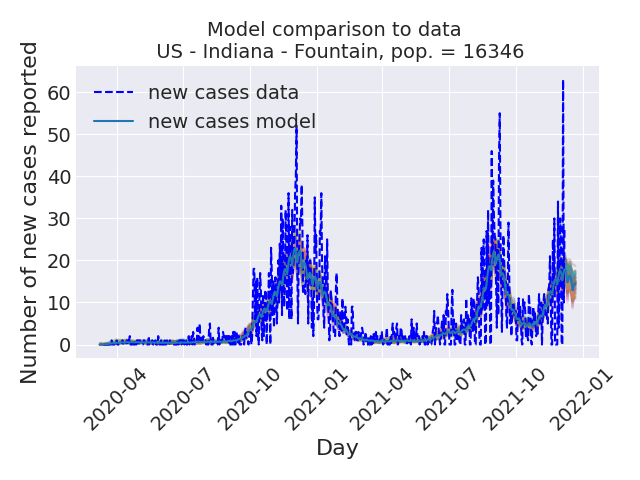 Model comparison to data
US - Indiana - Fountain, pop. = 16346
Number of new cases reported
60
50
40
30
20
10
0
new cases data
new cases model
2020-04
2020-07
2020-10
2021-01
2021-04
2021-07
2021-10
2022-01
Day